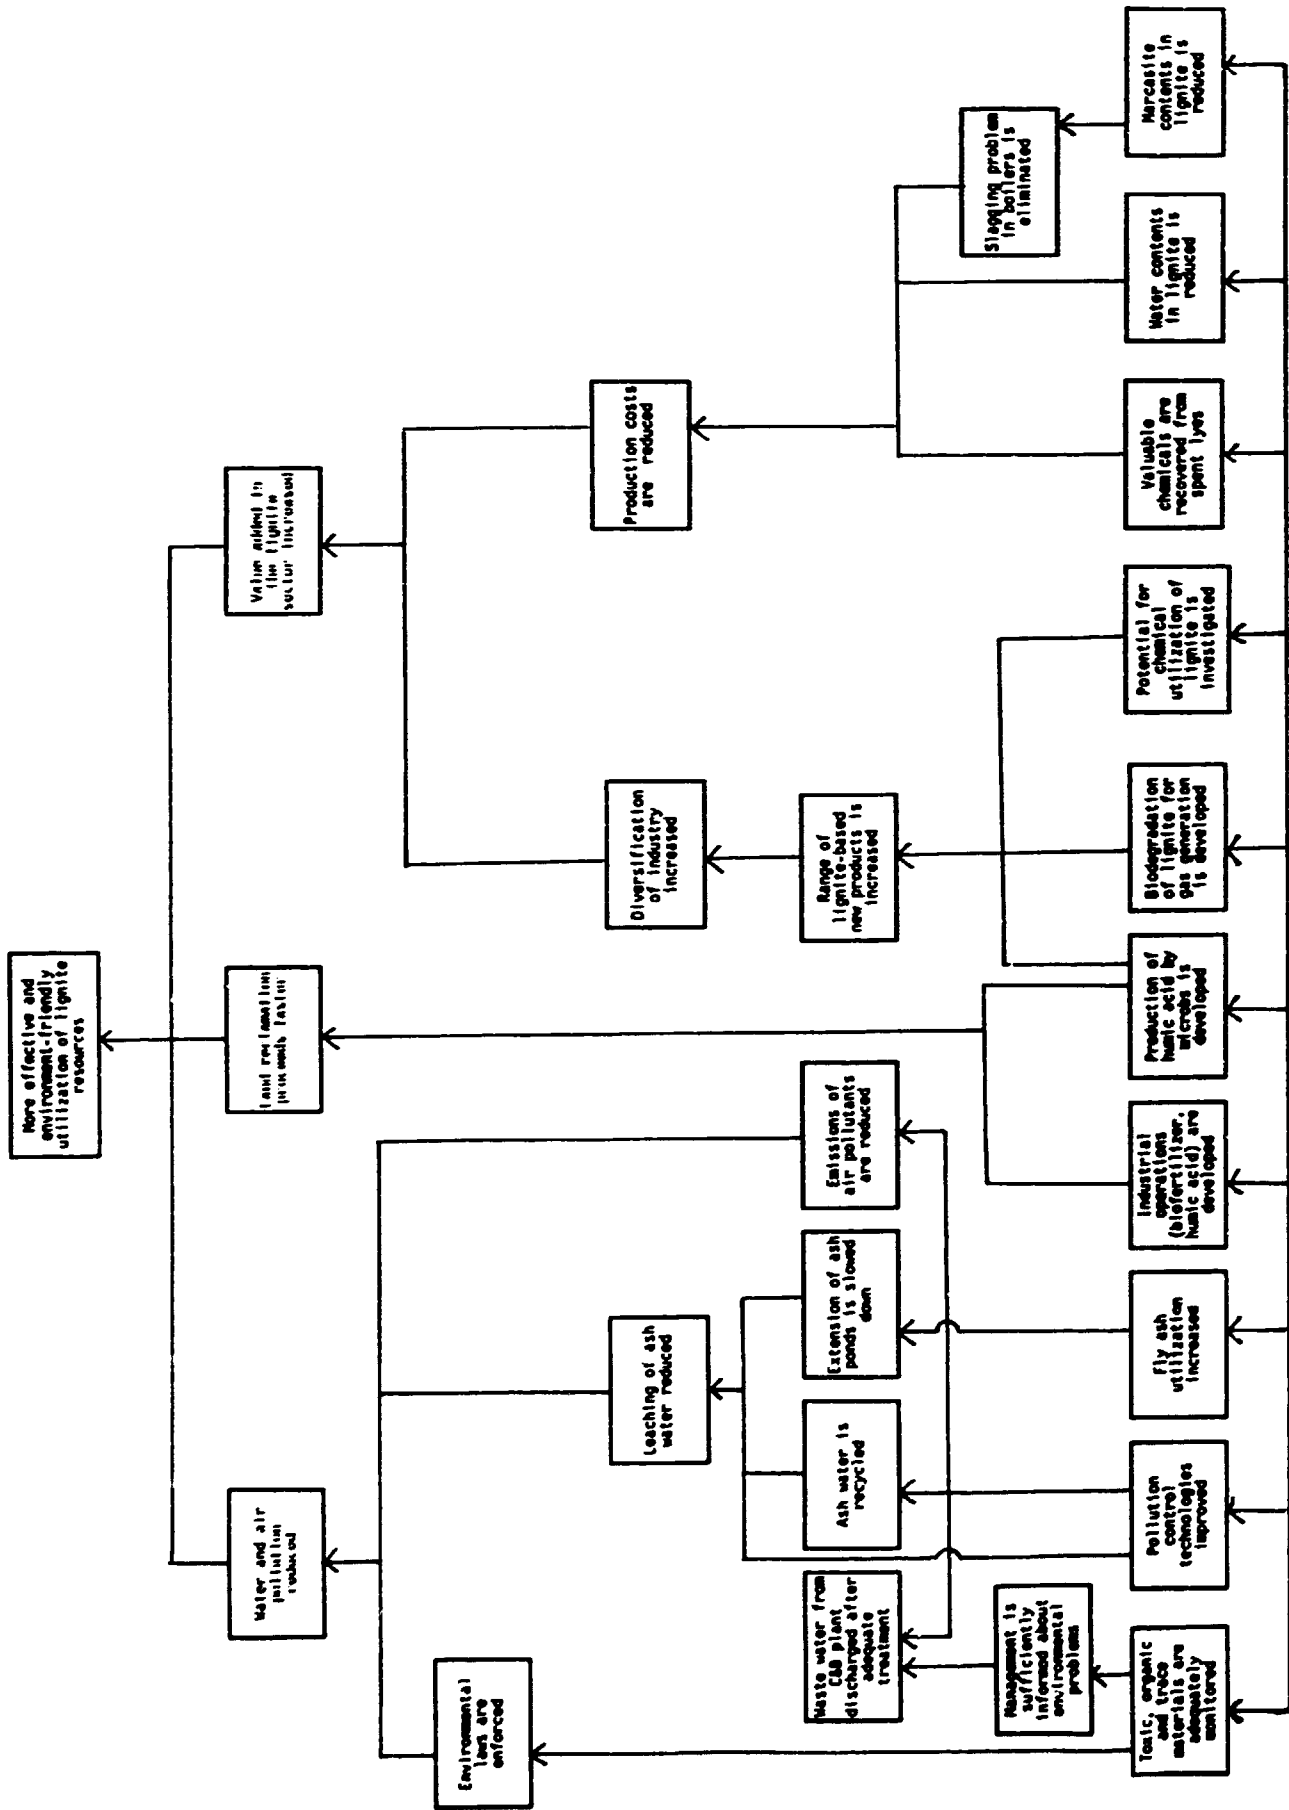 More effective and
environment-friendly
utilization of lignite
resources
Water and air
pollution
reduced
Land reclamation
Value added in
the lignite
sector increased
Environmental
laws are
enforced
Leaching of ash
water reduced
Diversification
of industry
increased
Production costs
are reduced
Waste water from
C&B plant
discharged after
adequate
treatment
Ash water is
recycled
Extension of ash
ponds is slowed
down
Emissions of
air pollutants
are reduced
Range of
lignite-based
new products is
increased
Slagging problem
in boilers is
eliminated
Management is
sufficiently
informed about
environmental
problems
Toxic, organic
and trace
materials are
adequately
monitored
Pollution
control
technologies
improved
Fly ash
utilization
increased
Industrial
operations
(biofertilizer,
humic acid) are
developed
Production of
humic acid by
microbs is
developed
Biodegradation
of lignite for
gas generation
is developed
Potential for
chemical
utilization of
lignite is
investigated
Valuable
chemicals are
recovered from
spent lyes
Water contents
in lignite is
reduced
Marcasite
contents in
lignite is
reduced